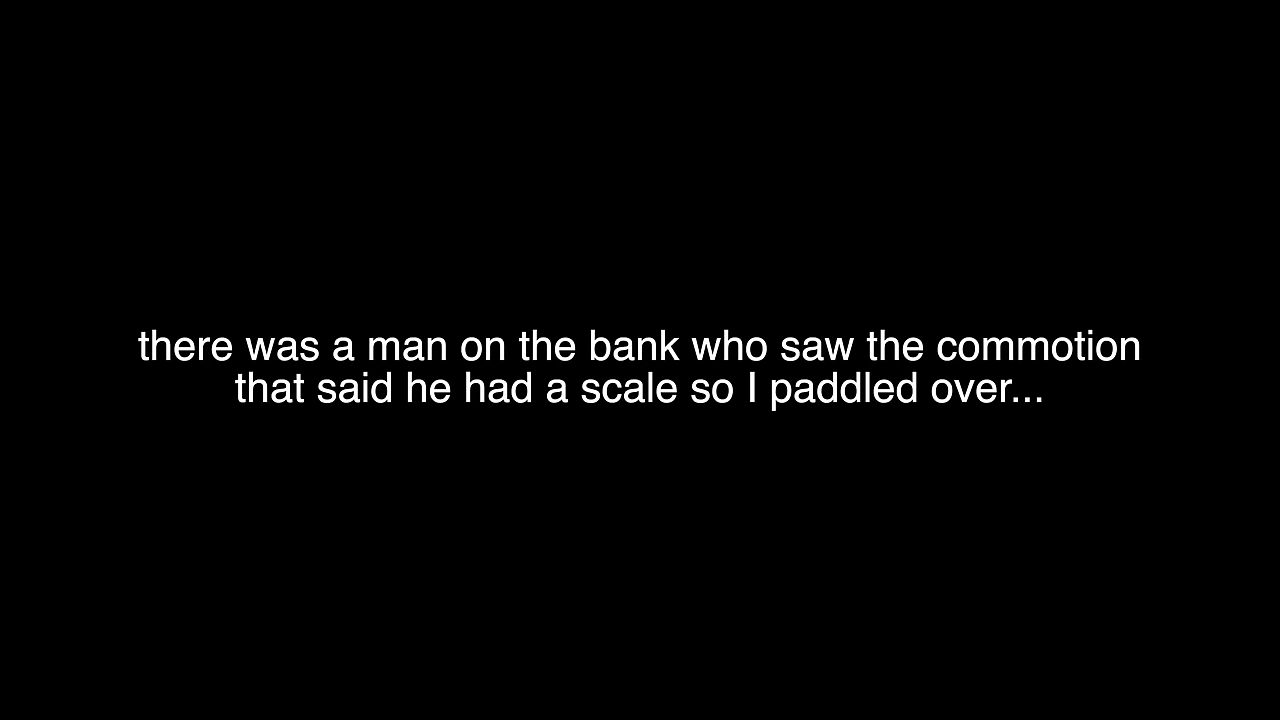 there was a man on the bank who saw the commotion
that said he had a scale so I paddled over...